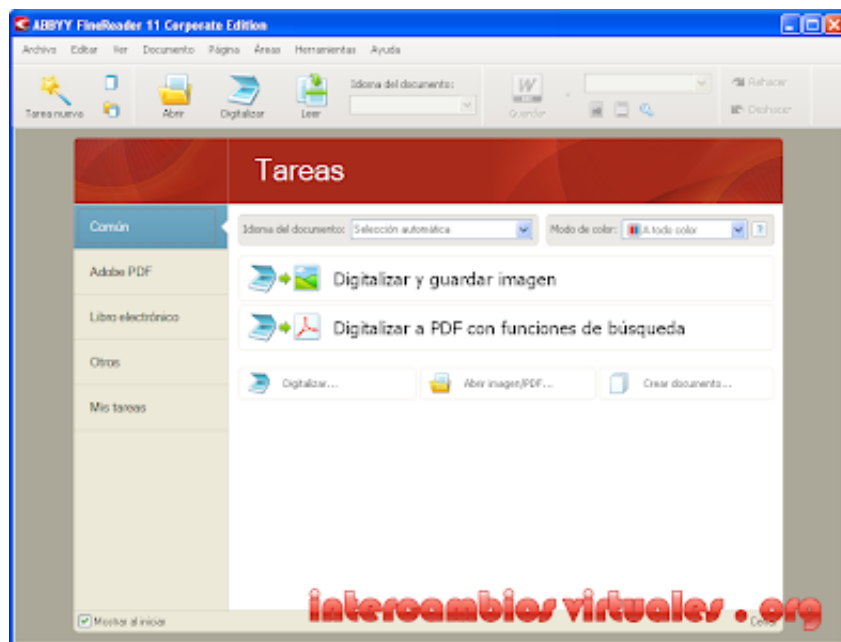 ABBYY FineReader 11 Corporate Edition
Archivo Editar Ver Documento Página Áreas Herramientas Ayuda
Tarea nueva
Abrir
Digitalizar
Leer
Idioma del documento:
Guardar
Rehacer
Deshacer
Tareas
Común
Adobe PDF
Libro electrónico
Otros
Mis tareas
Idioma del documento: Selección automática
Modo de color: A todo color ?
Digitalizar y guardar imagen
Digitalizar a PDF con funciones de búsqueda
Digitalizar...
Abrir imagen/PDF...
Crear documento...
Mostrar al iniciar
intercambios virtuales . org